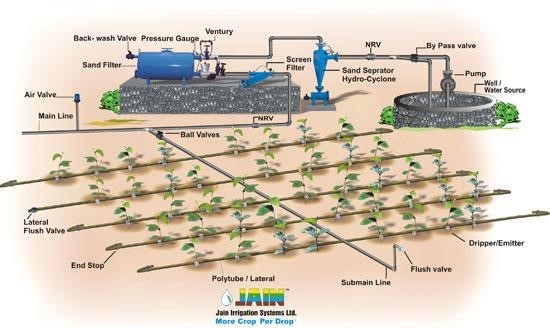 Ventury
Back- wash Valve
Pressure Gauge
NRV
By Pass valve
Sand Filter
Screen
Filter
Sand Seprator
Hydro-Cyclone
Pump
Well /
Water Source
Air Valve
Main Line
NRV
Ball Valves
Lateral
Flush Valve
Dripper/Emitter
End Stop
Polytube / Lateral
Submain Line
Flush valve
JAIN
Jain Irrigation Systems Ltd.
More Crop Per Drop